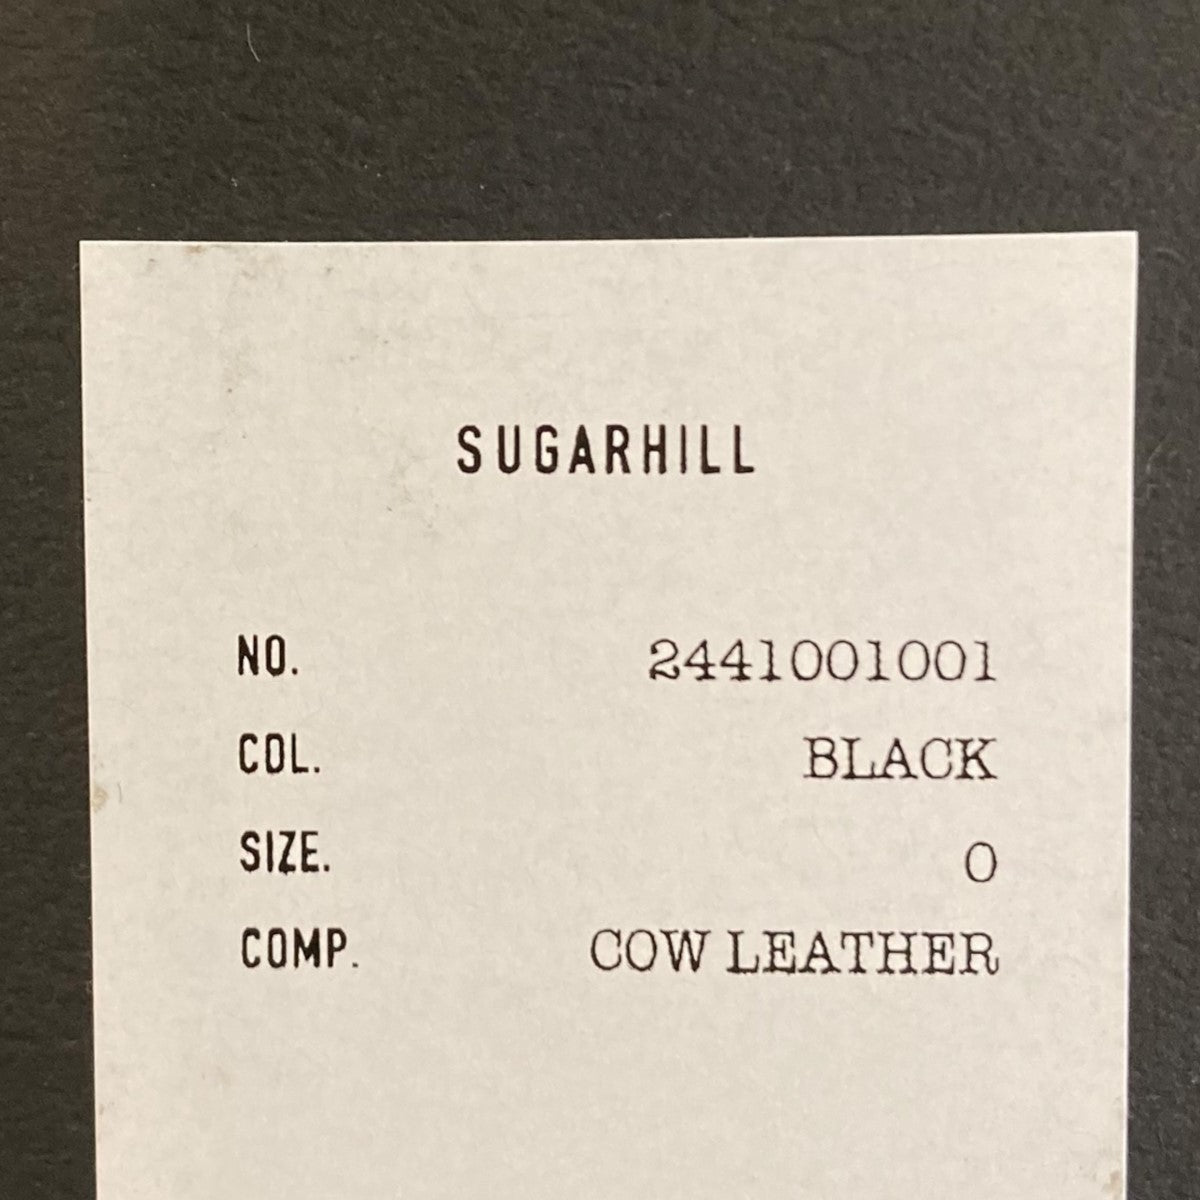 SUGARHILL
NO. 2441001001
COL. BLACK
SIZE. 0
COMP. COW LEATHER